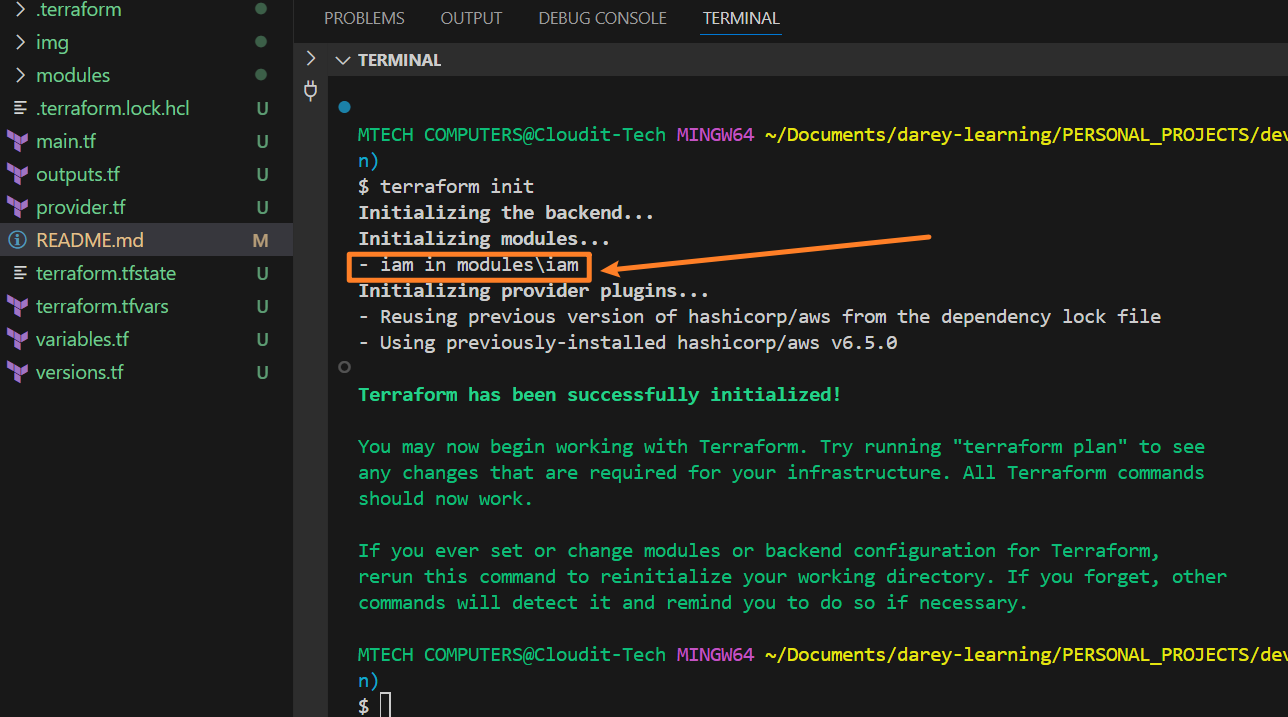 .terraform
img
modules
.terraform.lock.hcl U
main.tf U
outputs.tf U
provider.tf U
README.md M
terraform.tfstate U
terraform.tfvars U
variables.tf U
versions.tf U
PROBLEMS OUTPUT DEBUG CONSOLE TERMINAL
TERMINAL
MTECH COMPUTERS@Cloudit-Tech MINGW64 ~/Documents/darey-learning/PERSONAL_PROJECTS/dev
n)
$ terraform init
Initializing the backend...
Initializing modules...
- iam in modules\iam
Initializing provider plugins...
- Reusing previous version of hashicorp/aws from the dependency lock file
- Using previously-installed hashicorp/aws v6.5.0
Terraform has been successfully initialized!
You may now begin working with Terraform. Try running "terraform plan" to see
any changes that are required for your infrastructure. All Terraform commands
should now work.
If you ever set or change modules or backend configuration for Terraform,
rerun this command to reinitialize your working directory. If you forget, other
commands will detect it and remind you to do so if necessary.
MTECH COMPUTERS@Cloudit-Tech MINGW64 ~/Documents/darey-learning/PERSONAL_PROJECTS/dev
n)
$